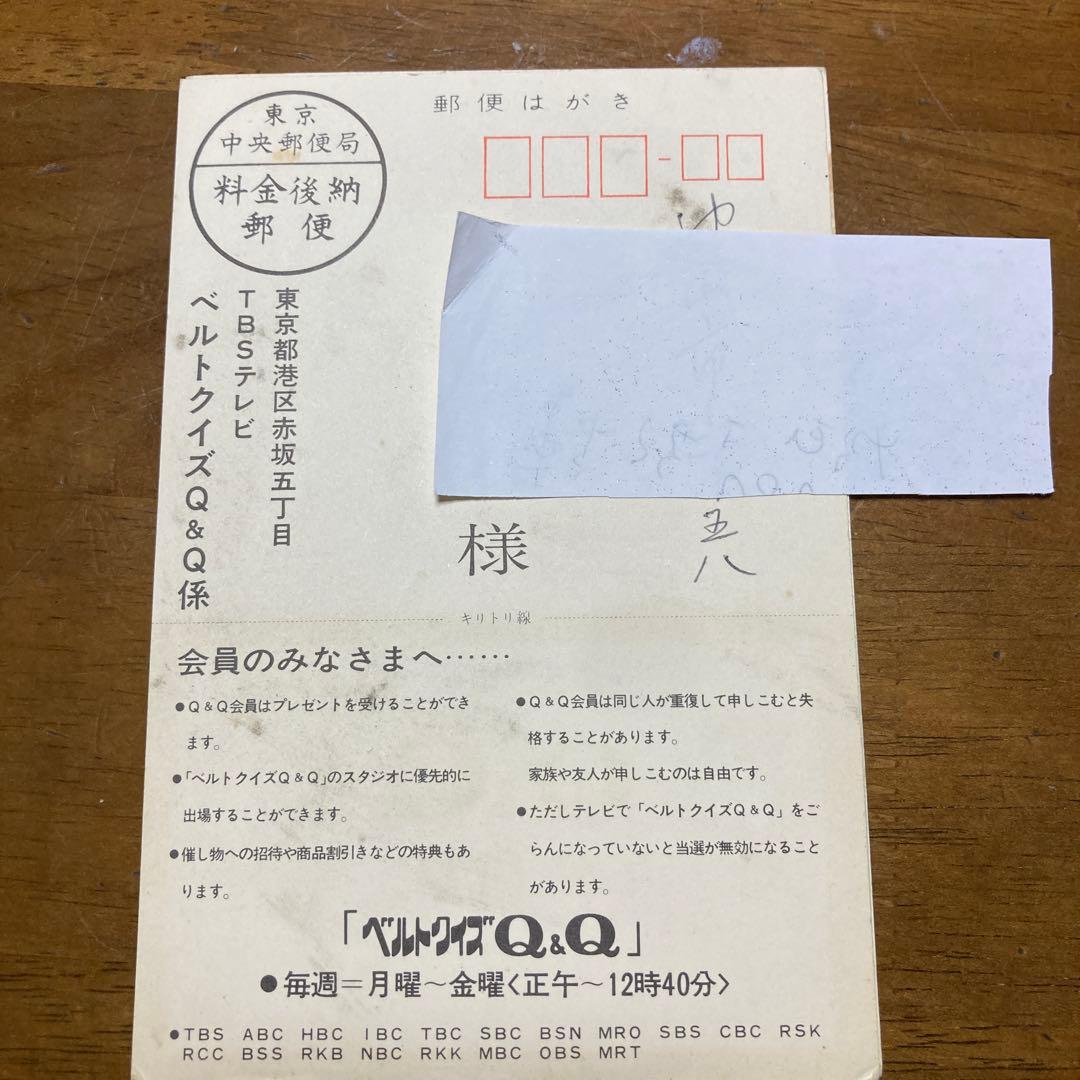 郵便はがき
東京
中央郵便局
料金後納
郵便
東京都港区赤坂五丁目
TBSテレビ
ベルトクイズQ&Q係
様
五八
キリトリ線
会員のみなさまへ……
●Q&Q会員はプレゼントを受けることができ
ます。
●「ベルトクイズQ&Q」のスタジオに優先的に
出場することができます。
●催し物への招待や商品割引きなどの特典もあ
ります。
●Q&Q会員は同じ人が重復して申しこむと失
格することがあります。
家族や友人が申しこむのは自由です。
●ただしテレビで「ベルトクイズQ&Q」をご
らんになっていないと当選が無効になること
があります。
「ベルトクイズQ&Q」
●毎週=月曜~金曜<正午~12時40分>
●TBS ABC HBC IBC TBC SBC BSN MRO SBS CBC RSK
RCC BSS RKB NBC RKK MBC OBS MRT